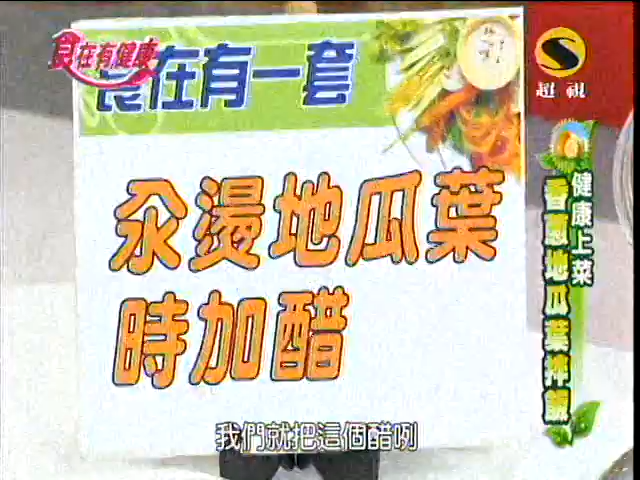 食在有健康
食在有一套
超視
汆燙地瓜葉
時加醋
健康上菜
香蔥地瓜葉拌飯
我們就把這個醋咧